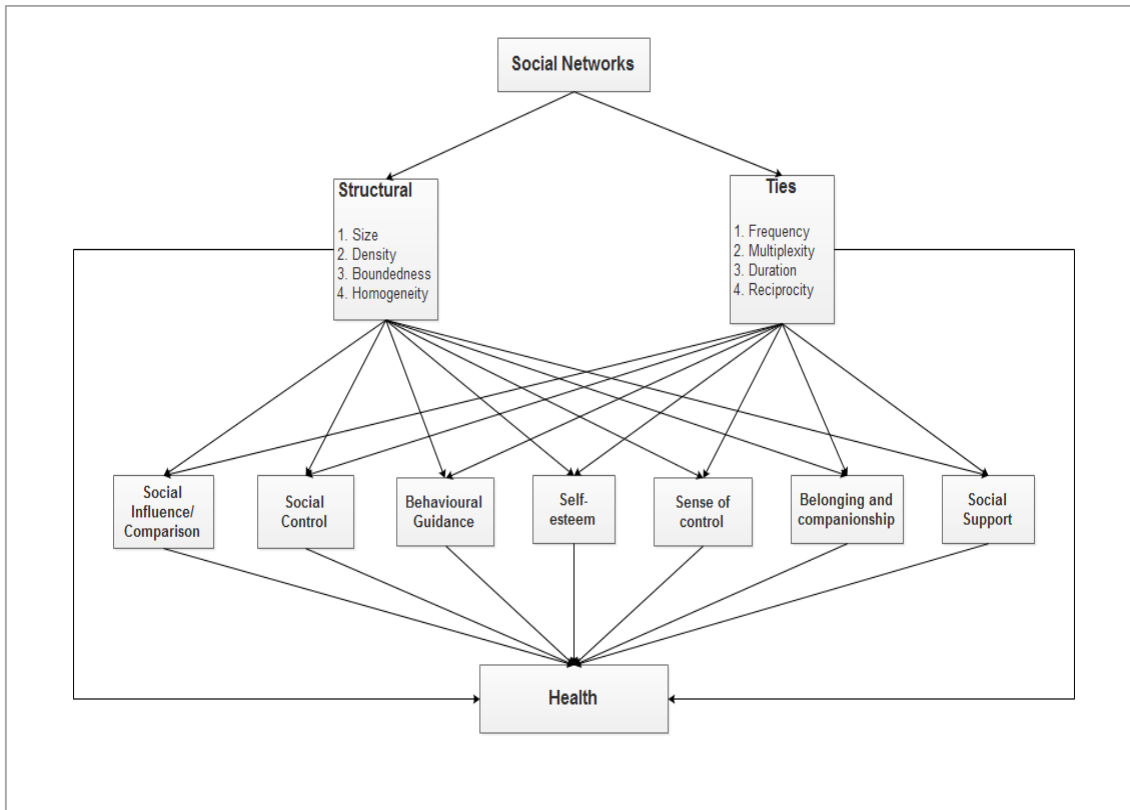 Social Networks
Structural
1. Size
2. Density
3. Boundedness
4. Homogeneity
Ties
1. Frequency
2. Multiplexity
3. Duration
4. Reciprocity
Social
Influence/
Comparison
Social
Control
Behavioural
Guidance
Self-
esteem
Sense of
control
Belonging and
companionship
Social
Support
Health